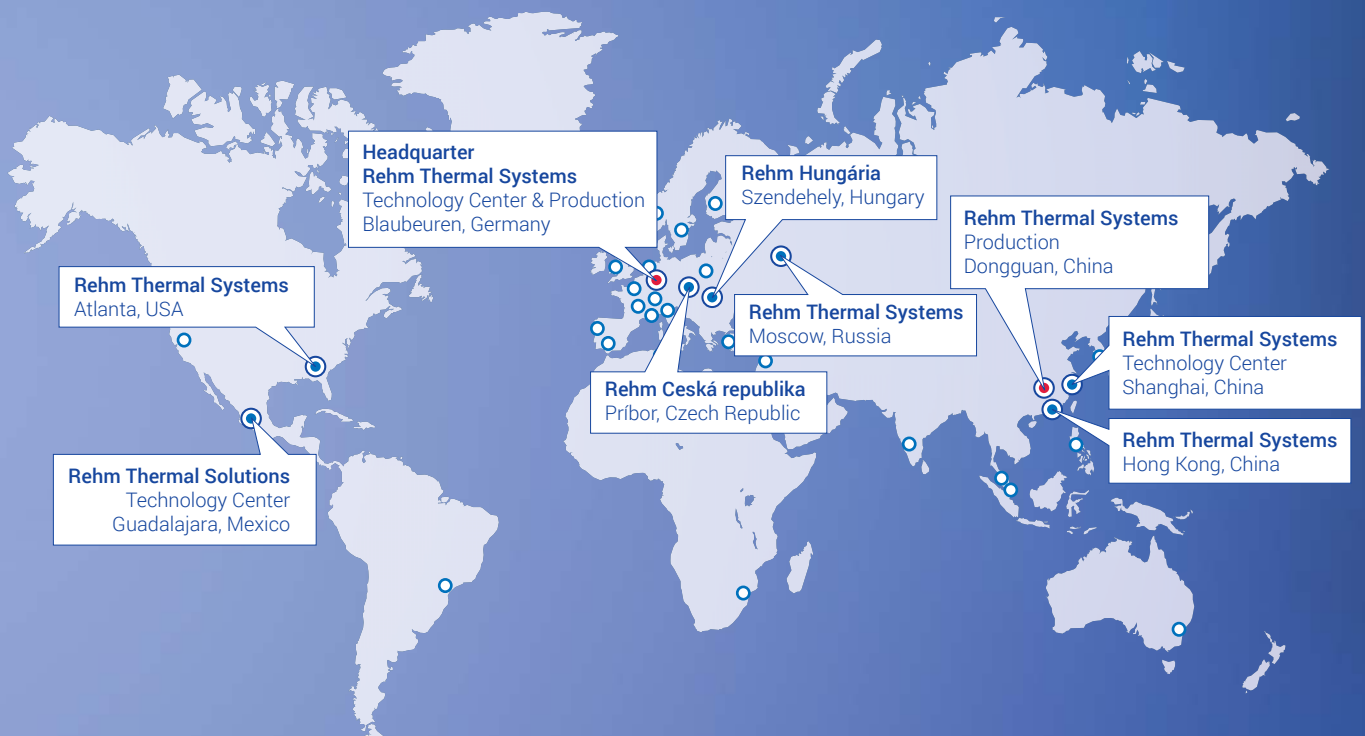 Headquarter
Rehm Thermal Systems
Technology Center & Production
Blaubeuren, Germany
Rehm Hungária
Szendehely, Hungary
Rehm Thermal Systems
Production
Dongguan, China
Rehm Thermal Systems
Atlanta, USA
Rehm Thermal Systems
Moscow, Russia
Rehm Thermal Systems
Technology Center
Shanghai, China
Rehm Ceská republika
Príbor, Czech Republic
Rehm Thermal Systems
Hong Kong, China
Rehm Thermal Solutions
Technology Center
Guadalajara, Mexico